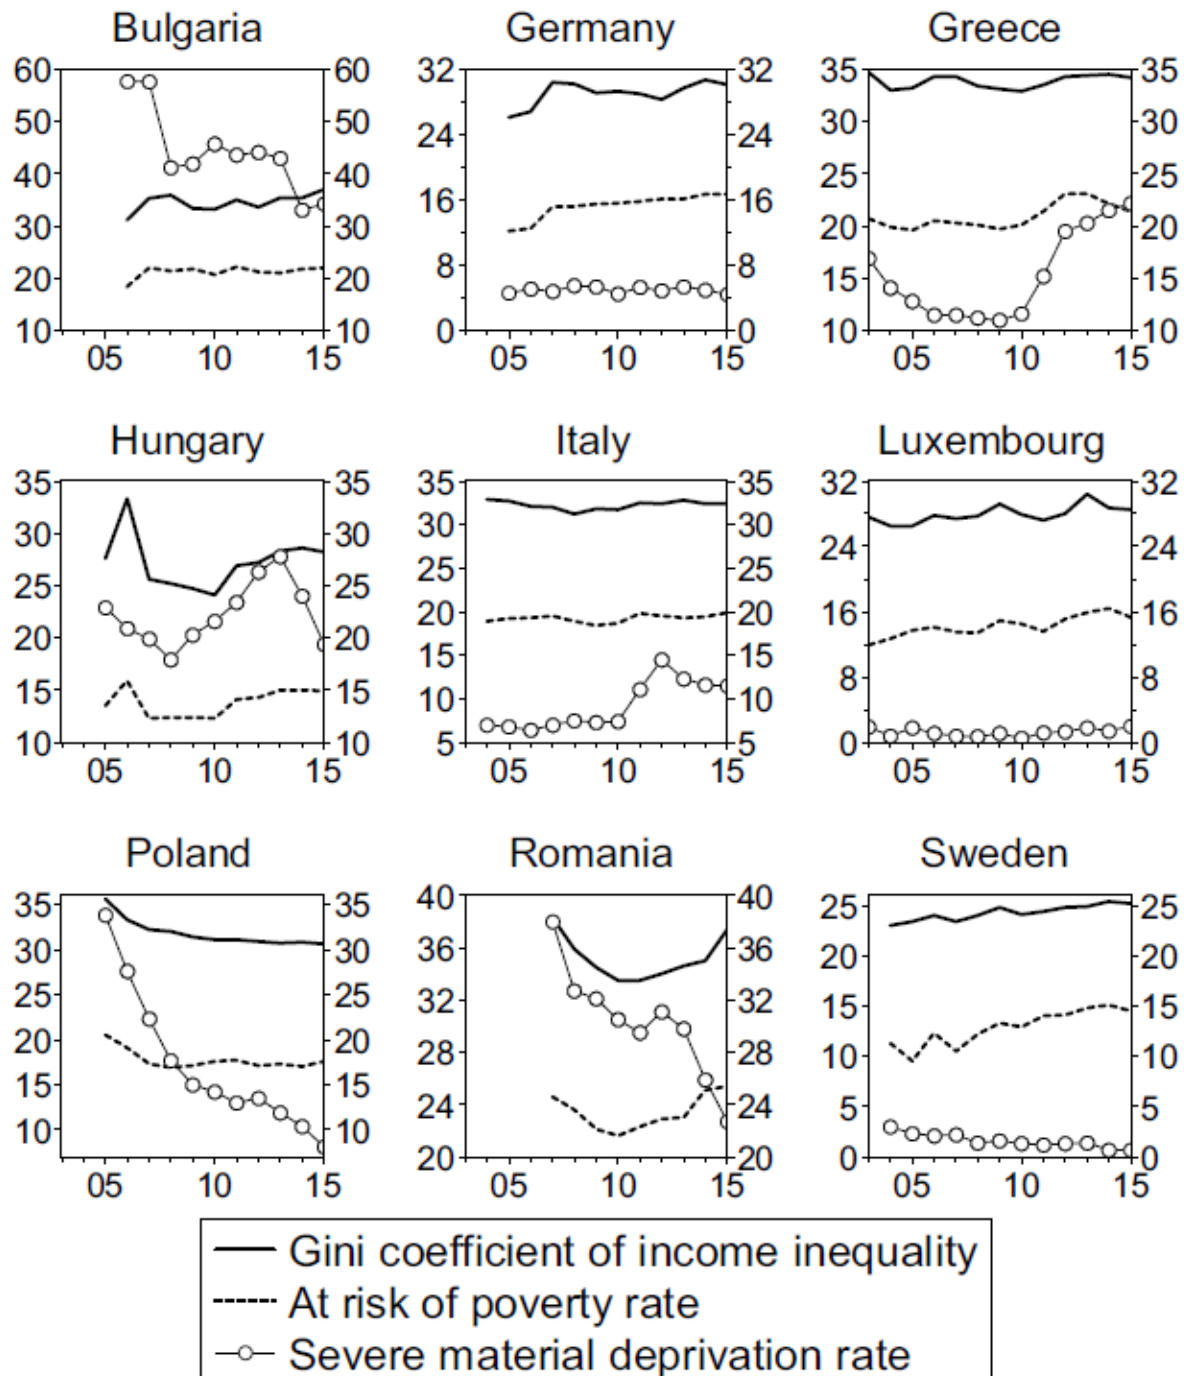 Bulgaria Germany Greece
60 60 32 32 35 35
50 50 24 24 30 30
40 40 16 16 25 25
30 30 8 8 20 20
20 20 0 0 15 15
10 10 10 10
05 10 15 05 10 15 05 10 15
Hungary Italy Luxembourg
35 35 35 35 32 32
30 30 30 30 24 24
25 25 25 25 16 16
20 20 20 20 8 8
15 15 15 15 0 0
10 10 10 10
5 5
05 10 15 05 10 15 05 10 15
Poland Romania Sweden
35 35 40 40 25 25
30 30 36 36 20 20
25 25 32 32 15 15
20 20 28 28 10 10
15 15 24 24 5 5
10 10 20 20 0 0
05 10 15 05 10 15 05 10 15
Gini coefficient of income inequality
At risk of poverty rate
Severe material deprivation rate